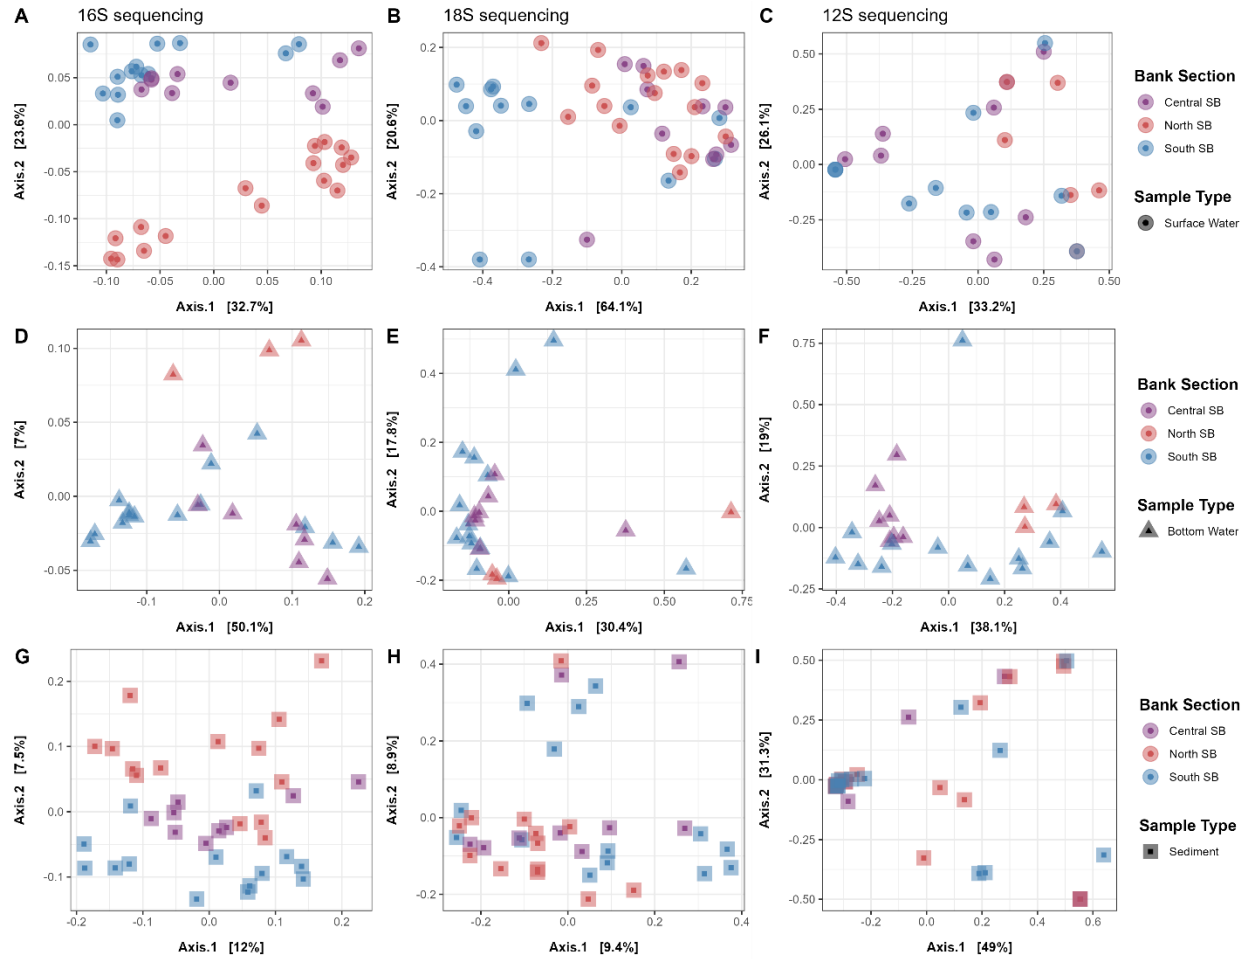 A 16S sequencing
B 18S sequencing
C 12S sequencing
Axis.2 [23.6%]
0.05
0.00
-0.05
-0.10
-0.15
-0.10 -0.05 0.00 0.05 0.10
Axis.1 [32.7%]
Axis.2 [20.6%]
0.2
0.0
-0.2
-0.4
-0.4 -0.2 0.0 0.2
Axis.1 [64.1%]
Axis.2 [26.1%]
0.50
0.25
0.00
-0.25
-0.50 -0.25 0.00 0.25 0.50
Axis.1 [33.2%]
Bank Section
Central SB
North SB
South SB
Sample Type
Surface Water
D
Axis.2 [7%]
0.10
0.05
0.00
-0.05
-0.1 0.0 0.1 0.2
Axis.1 [50.1%]
E
Axis.2 [17.8%]
0.4
0.2
0.0
-0.2
0.00 0.25 0.50 0.75
Axis.1 [30.4%]
F
Axis.2 [19%]
0.75
0.50
0.25
0.00
-0.25
-0.4 -0.2 0.0 0.2 0.4
Axis.1 [38.1%]
Bank Section
Central SB
North SB
South SB
Sample Type
Bottom Water
G
Axis.2 [7.5%]
0.2
0.1
0.0
-0.1
-0.2 -0.1 0.0 0.1 0.2
Axis.1 [12%]
H
Axis.2 [8.9%]
0.4
0.2
0.0
-0.2
-0.2 0.0 0.2 0.4
Axis.1 [9.4%]
I
Axis.2 [31.3%]
0.50
0.25
0.00
-0.25
-0.50
-0.2 0.0 0.2 0.4 0.6
Axis.1 [49%]
Bank Section
Central SB
North SB
South SB
Sample Type
Sediment